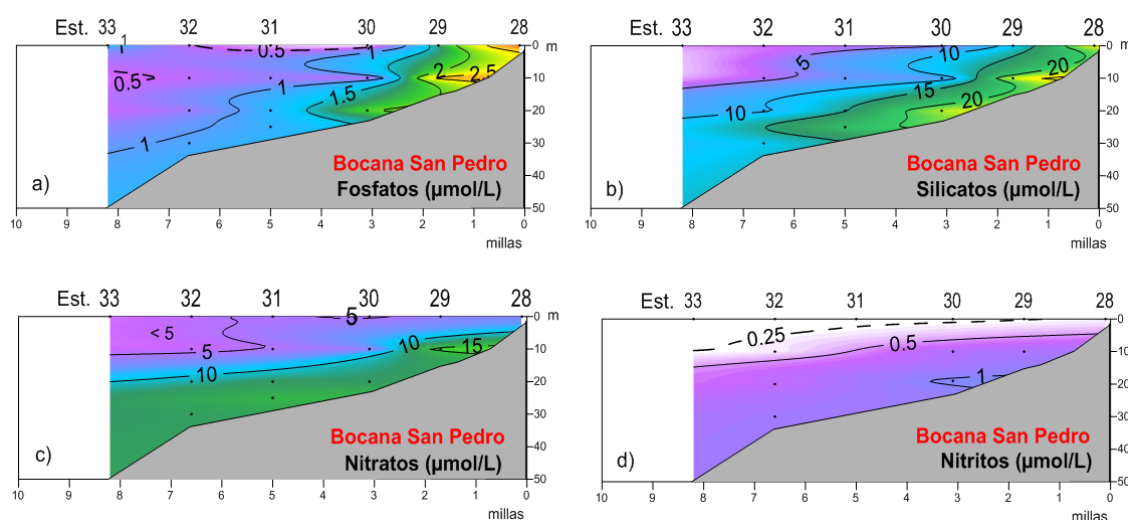 Est. 33 32 31 30 29 28
1 0.5 1 0 m
0.5> 2 2.5 10
1 1.5 20
1 30
Bocana San Pedro
a) Fosfatos (µmol/L) 40
50
10 9 8 7 6 5 4 3 2 1 0
millas
Est. 33 32 31 30 29 28
5 10 0 m
20 10
10 15 20 20
30
Bocana San Pedro
b) Silicatos (µmol/L) 40
50
10 9 8 7 6 5 4 3 2 1 0
millas
Est. 33 32 31 30 29 28
<5 5 0 m
5 10 15 10
10 20
30
Bocana San Pedro
c) Nitratos (µmol/L) 40
50
10 9 8 7 6 5 4 3 2 1 0
millas
Est. 33 32 31 30 29 28
0.25 0 m
0.5 10
1 20
30
Bocana San Pedro
d) Nitritos (µmol/L) 40
50
10 9 8 7 6 5 4 3 2 1 0
millas